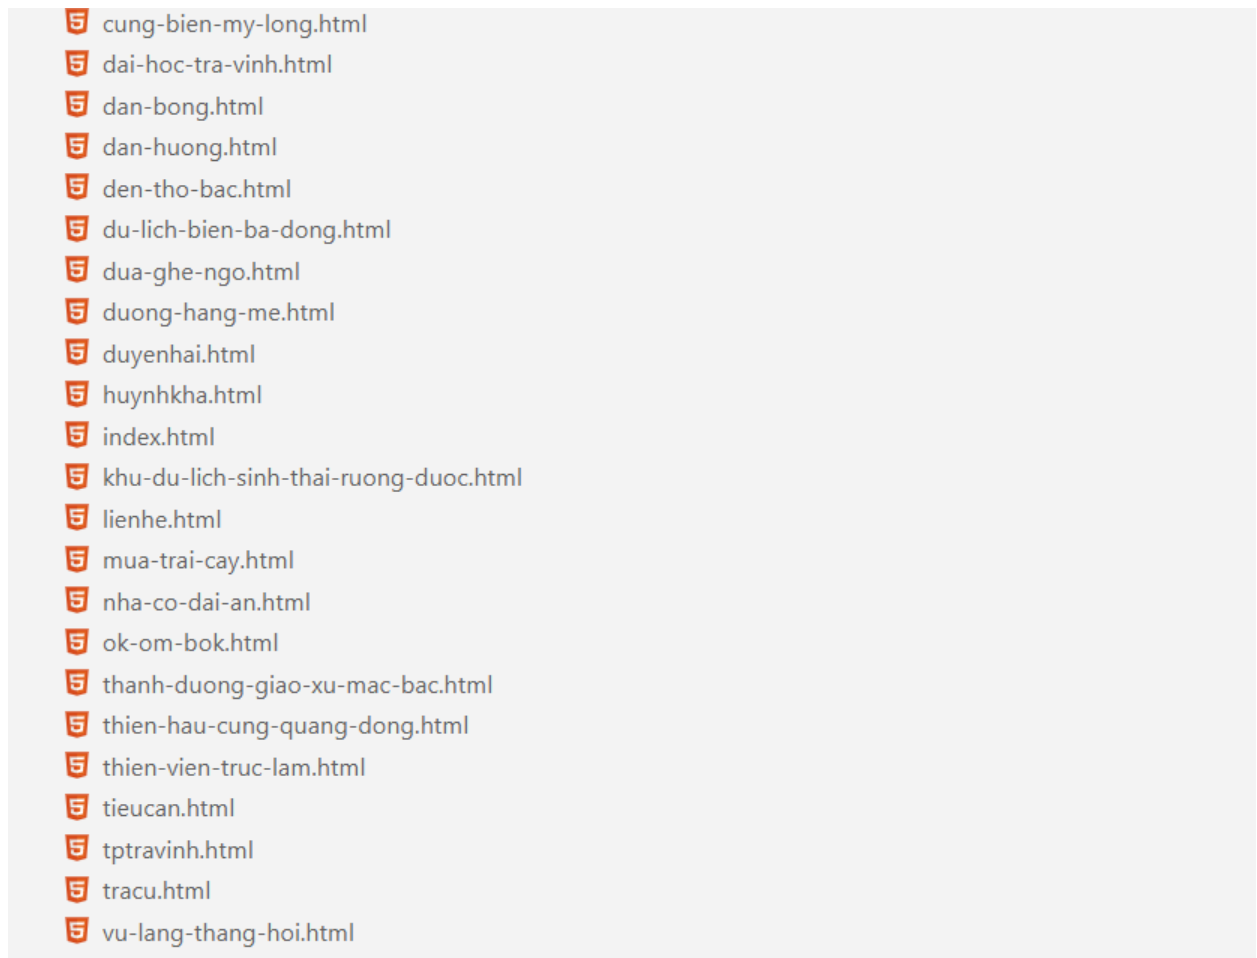 cung-bien-my-long.html
dai-hoc-tra-vinh.html
dan-bong.html
dan-huong.html
den-tho-bac.html
du-lich-bien-ba-dong.html
dua-ghe-ngo.html
duong-hang-me.html
duyenhai.html
huynhkha.html
index.html
khu-du-lich-sinh-thai-ruong-duoc.html
lienhe.html
mua-trai-cay.html
nha-co-dai-an.html
ok-om-bok.html
thanh-duong-giao-xu-mac-bac.html
thien-hau-cung-quang-dong.html
thien-vien-truc-lam.html
tieucan.html
tptravinh.html
tracu.html
vu-lang-thang-hoi.html